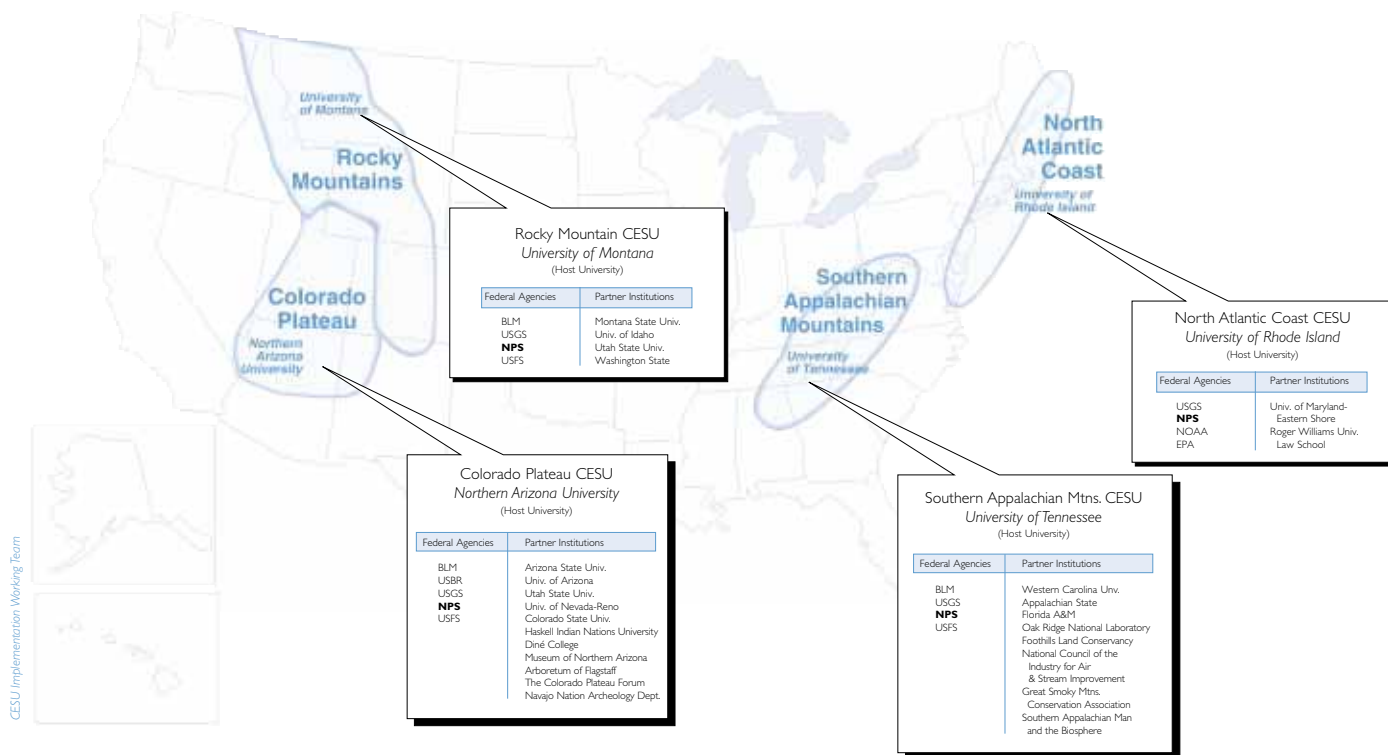 University
of Montana
Rocky
Mountains
Colorado
Plateau
Northern
Arizona
University
Southern
Appalachian
Mountains
University
of Tennessee
North
Atlantic
Coast
University of
Rhode Island
Rocky Mountain CESU
University of Montana
(Host University)
Federal Agencies Partner Institutions
BLM Montana State Univ.
USGS Univ. of Idaho
NPS Utah State Univ.
USFS Washington State
North Atlantic Coast CESU
University of Rhode Island
(Host University)
Federal Agencies Partner Institutions
USGS Univ. of Maryland-
NPS Eastern Shore
NOAA Roger Williams Univ.
EPA Law School
Colorado Plateau CESU
Northern Arizona University
(Host University)
Federal Agencies Partner Institutions
BLM Arizona State Univ.
USBR Univ. of Arizona
USGS Utah State Univ.
NPS Univ. of Nevada-Reno
USFS Colorado State Univ.
Haskell Indian Nations University
Diné College
Museum of Northern Arizona
Arboretum of Flagstaff
The Colorado Plateau Forum
Navajo Nation Archeology Dept.
Southern Appalachian Mtns. CESU
University of Tennessee
(Host University)
Federal Agencies Partner Institutions
BLM Western Carolina Unv.
USGS Appalachian State
NPS Florida A&M
USFS Oak Ridge National Laboratory
Foothills Land Conservancy
National Council of the
Industry for Air
& Stream Improvement
Great Smoky Mtns.
Conservation Association
Southern Appalachian Man
and the Biosphere
CESU Implementation Working Team